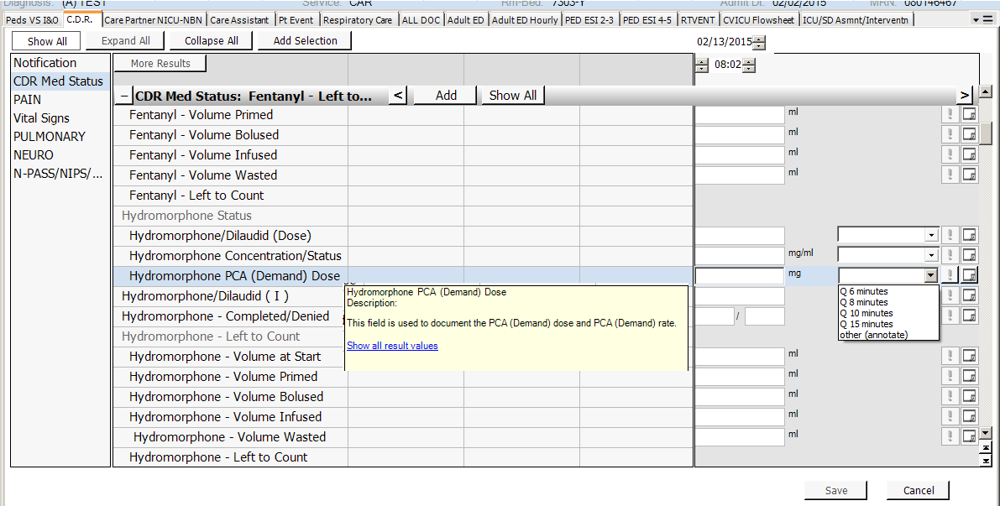 Diagnosis: (A) TEST Service: CAR Rm-Bed: 7303-Y Admit Dt: 02/02/2015 MRN: 080146467
Peds VS I&O C.D.R. Care Partner NICU-NBN Care Assistant Pt Event Respiratory Care ALL DOC Adult ED Adult ED Hourly PED ESI 2-3 PED ESI 4-5 RTVENT CVICU Flowsheet ICU/SD Asmnt/Interventn
Show All Expand All Collapse All Add Selection 02/13/2015
Notification
CDR Med Status
PAIN
Vital Signs
PULMONARY
NEURO
N-PASS/NIPS/...
More Results 08:02
– CDR Med Status: Fentanyl - Left to... < Add Show All >
Fentanyl - Volume Primed ml !
Fentanyl - Volume Bolused ml !
Fentanyl - Volume Infused ml !
Fentanyl - Volume Wasted ml !
Fentanyl - Left to Count
Hydromorphone Status
Hydromorphone/Dilaudid (Dose) !
Hydromorphone Concentration/Status mg/ml !
Hydromorphone PCA (Demand) Dose mg !
Hydromorphone/Dilaudid ( I ) !
Hydromorphone - Completed/Denied / !
Hydromorphone - Left to Count
Hydromorphone - Volume at Start ml !
Hydromorphone - Volume Primed ml !
Hydromorphone - Volume Bolused ml !
Hydromorphone - Volume Infused ml !
Hydromorphone - Volume Wasted ml !
Hydromorphone - Left to Count
Hydromorphone PCA (Demand) Dose
Description:
This field is used to document the PCA (Demand) dose and PCA (Demand) rate.
Show all result values
Q 6 minutes
Q 8 minutes
Q 10 minutes
Q 15 minutes
other (annotate)
Save Cancel